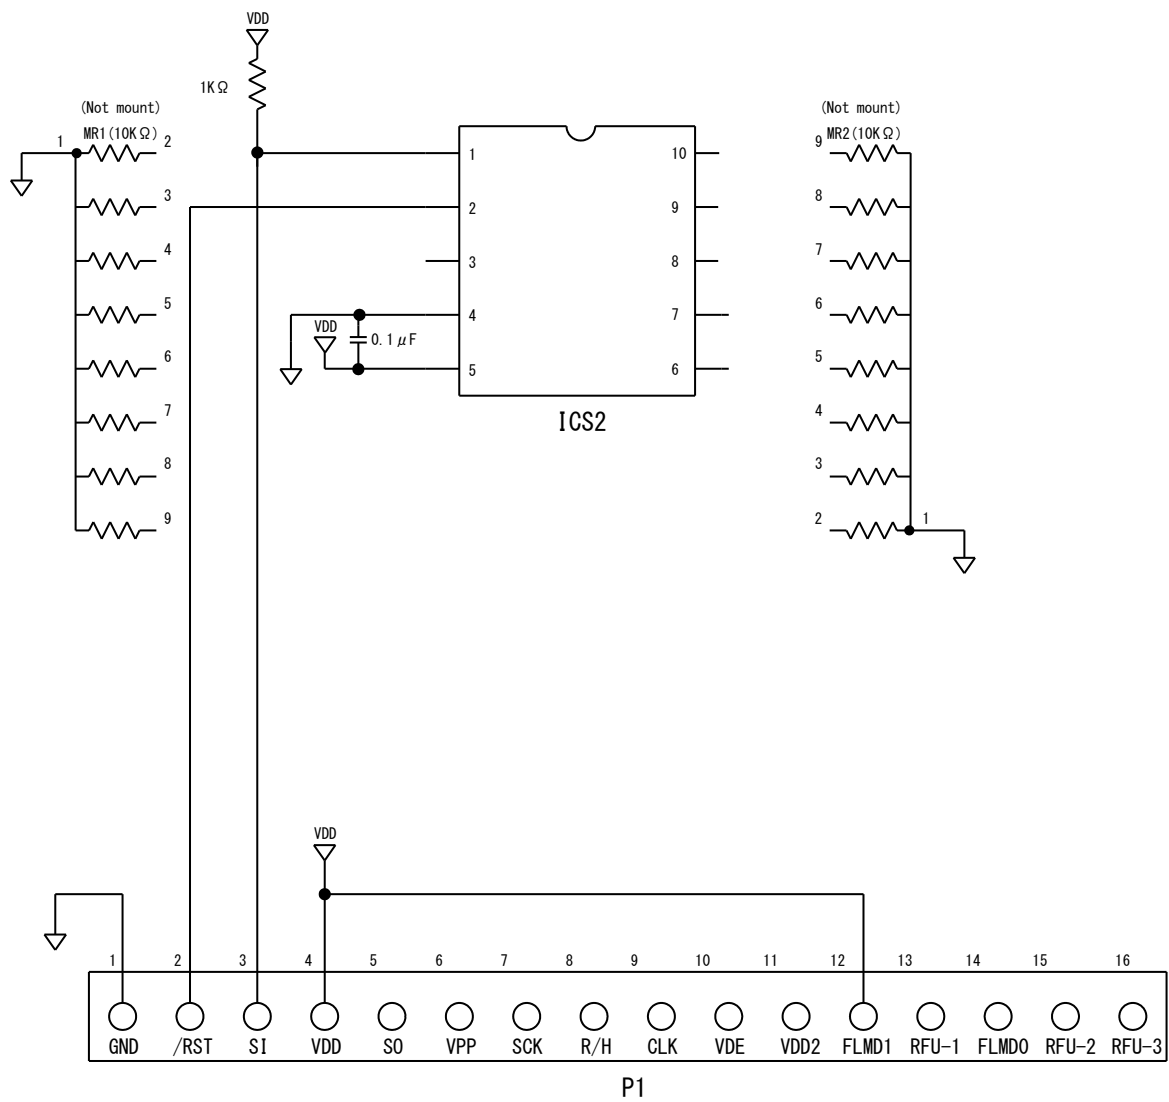 VDD
1KΩ
(Not mount)
(Not mount)
MR1(10KΩ)
MR2(10KΩ)
1
2
1
10
9
3
2
9
8
4
3
8
7
5
4
7
6
VDD
0.1μF
6
5
6
5
7
ICS2
4
8
3
9
2
1
VDD
1 2 3 4 5 6 7 8 9 10 11 12 13 14 15 16
GND /RST SI VDD SO VPP SCK R/H CLK VDE VDD2 FLMD1 RFU-1 FLMD0 RFU-2 RFU-3
P1